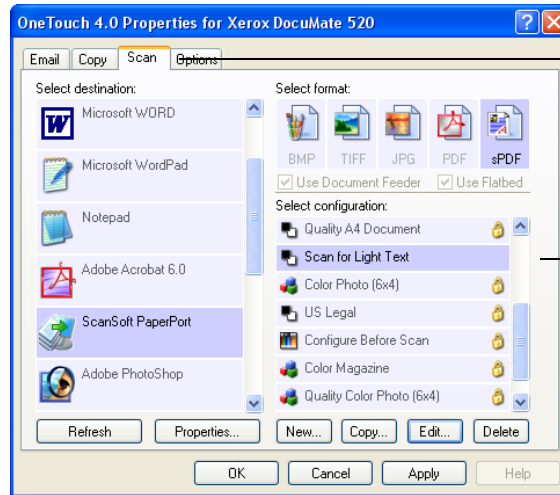 OneTouch 4.0 Properties for Xerox DocuMate 520
Email Copy Scan Options
Select destination:
Microsoft WORD
Microsoft WordPad
Notepad
Adobe Acrobat 6.0
ScanSoft PaperPort
Adobe PhotoShop
Refresh Properties...
Select format:
BMP TIFF JPG PDF sPDF
Use Document Feeder Use Flatbed
Select configuration:
Quality A4 Document
Scan for Light Text
Color Photo (6x4)
US Legal
Configure Before Scan
Color Magazine
Quality Color Photo (6x4)
New... Copy... Edit... Delete
OK Cancel Apply Help